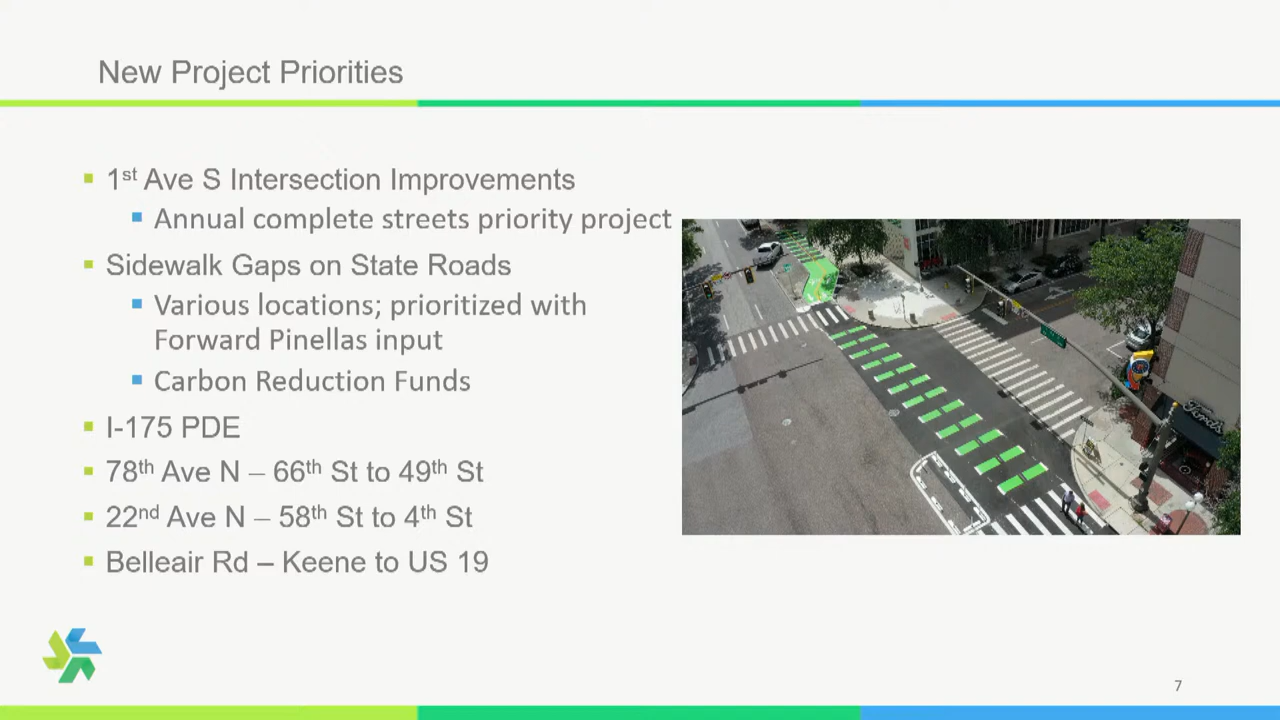 New Project Priorities
1st Ave S Intersection Improvements
Annual complete streets priority project
Sidewalk Gaps on State Roads
Various locations; prioritized with
Forward Pinellas input
Carbon Reduction Funds
I-175 PDE
78th Ave N – 66th St to 49th St
22nd Ave N – 58th St to 4th St
Belleair Rd – Keene to US 19
7